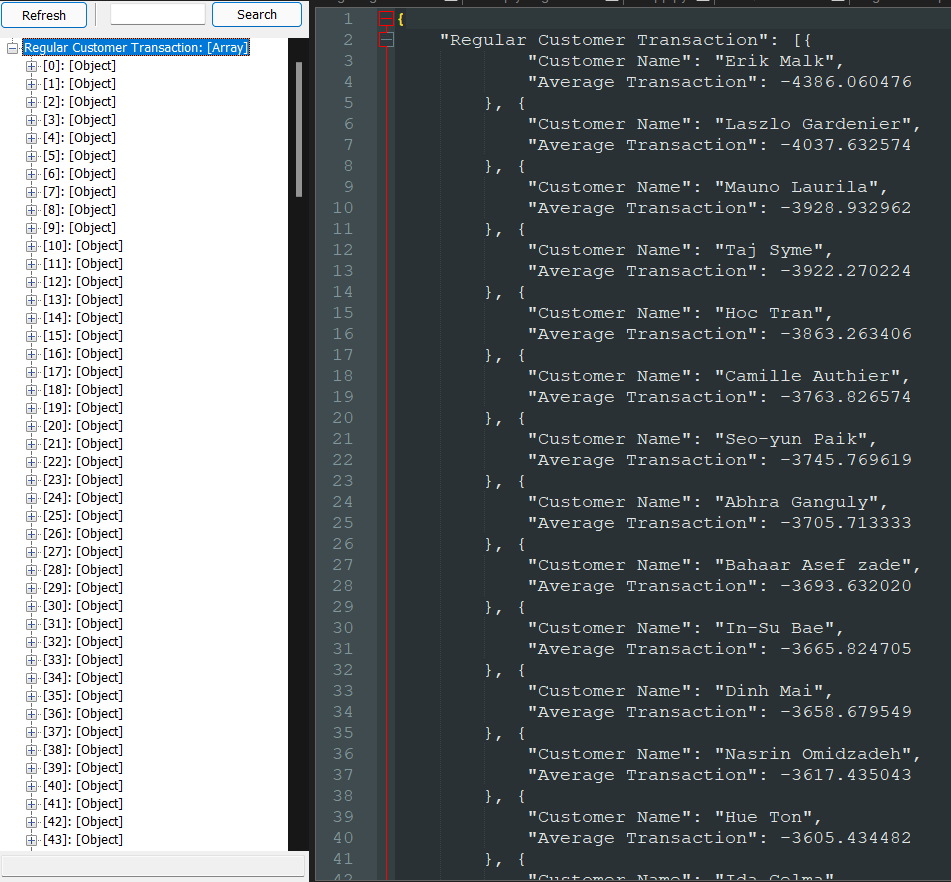 Refresh
Search
Regular Customer Transaction: [Array]
[0]: [Object]
[1]: [Object]
[2]: [Object]
[3]: [Object]
[4]: [Object]
[5]: [Object]
[6]: [Object]
[7]: [Object]
[8]: [Object]
[9]: [Object]
[10]: [Object]
[11]: [Object]
[12]: [Object]
[13]: [Object]
[14]: [Object]
[15]: [Object]
[16]: [Object]
[17]: [Object]
[18]: [Object]
[19]: [Object]
[20]: [Object]
[21]: [Object]
[22]: [Object]
[23]: [Object]
[24]: [Object]
[25]: [Object]
[26]: [Object]
[27]: [Object]
[28]: [Object]
[29]: [Object]
[30]: [Object]
[31]: [Object]
[32]: [Object]
[33]: [Object]
[34]: [Object]
[35]: [Object]
[36]: [Object]
[37]: [Object]
[38]: [Object]
[39]: [Object]
[40]: [Object]
[41]: [Object]
[42]: [Object]
[43]: [Object]
1 {
2 "Regular Customer Transaction": [{
3 "Customer Name": "Erik Malk",
4 "Average Transaction": -4386.060476
5 }, {
6 "Customer Name": "Laszlo Gardenier",
7 "Average Transaction": -4037.632574
8 }, {
9 "Customer Name": "Mauno Laurila",
10 "Average Transaction": -3928.932962
11 }, {
12 "Customer Name": "Taj Syme",
13 "Average Transaction": -3922.270224
14 }, {
15 "Customer Name": "Hoc Tran",
16 "Average Transaction": -3863.263406
17 }, {
18 "Customer Name": "Camille Authier",
19 "Average Transaction": -3763.826574
20 }, {
21 "Customer Name": "Seo-yun Paik",
22 "Average Transaction": -3745.769619
23 }, {
24 "Customer Name": "Abhra Ganguly",
25 "Average Transaction": -3705.713333
26 }, {
27 "Customer Name": "Bahaar Asef zade",
28 "Average Transaction": -3693.632020
29 }, {
30 "Customer Name": "In-Su Bae",
31 "Average Transaction": -3665.824705
32 }, {
33 "Customer Name": "Dinh Mai",
34 "Average Transaction": -3658.679549
35 }, {
36 "Customer Name": "Nasrin Omidzadeh",
37 "Average Transaction": -3617.435043
38 }, {
39 "Customer Name": "Hue Ton",
40 "Average Transaction": -3605.434482
41 }, {
42 "Customer Name": "Ida